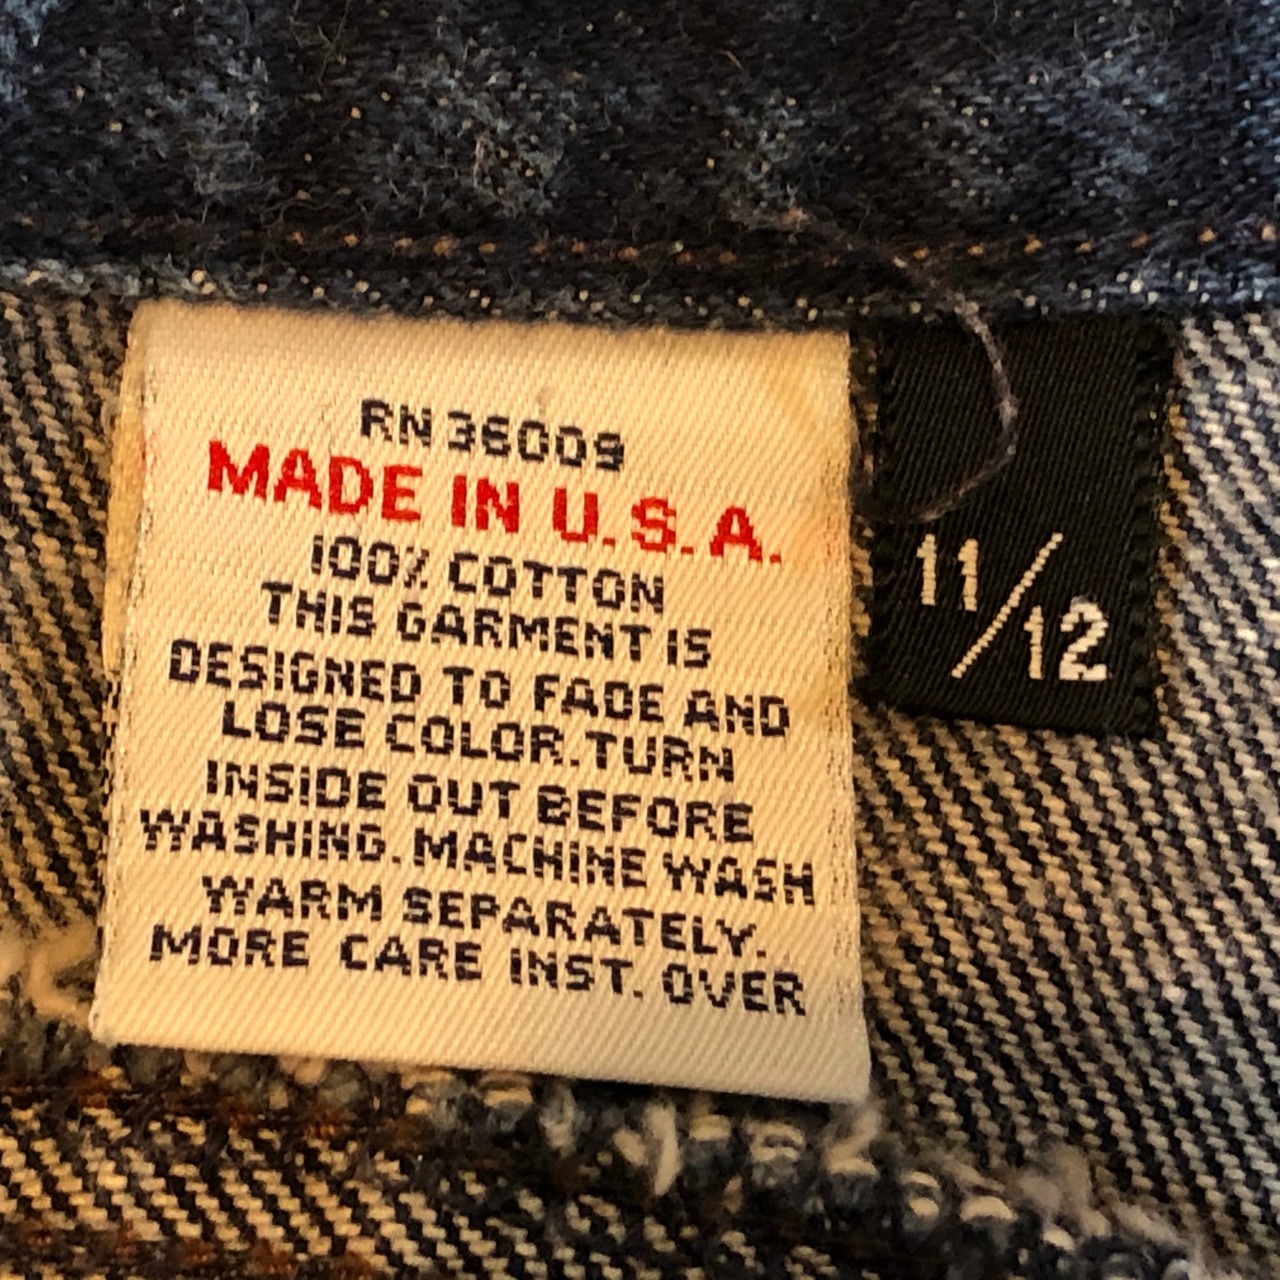 RN 36009
MADE IN U.S.A.
100% COTTON
THIS GARMENT IS
DESIGNED TO FADE AND
LOSE COLOR.TURN
INSIDE OUT BEFORE
WASHING.MACHINE WASH
WARM SEPARATELY.
MORE CARE INST. OVER
11/12